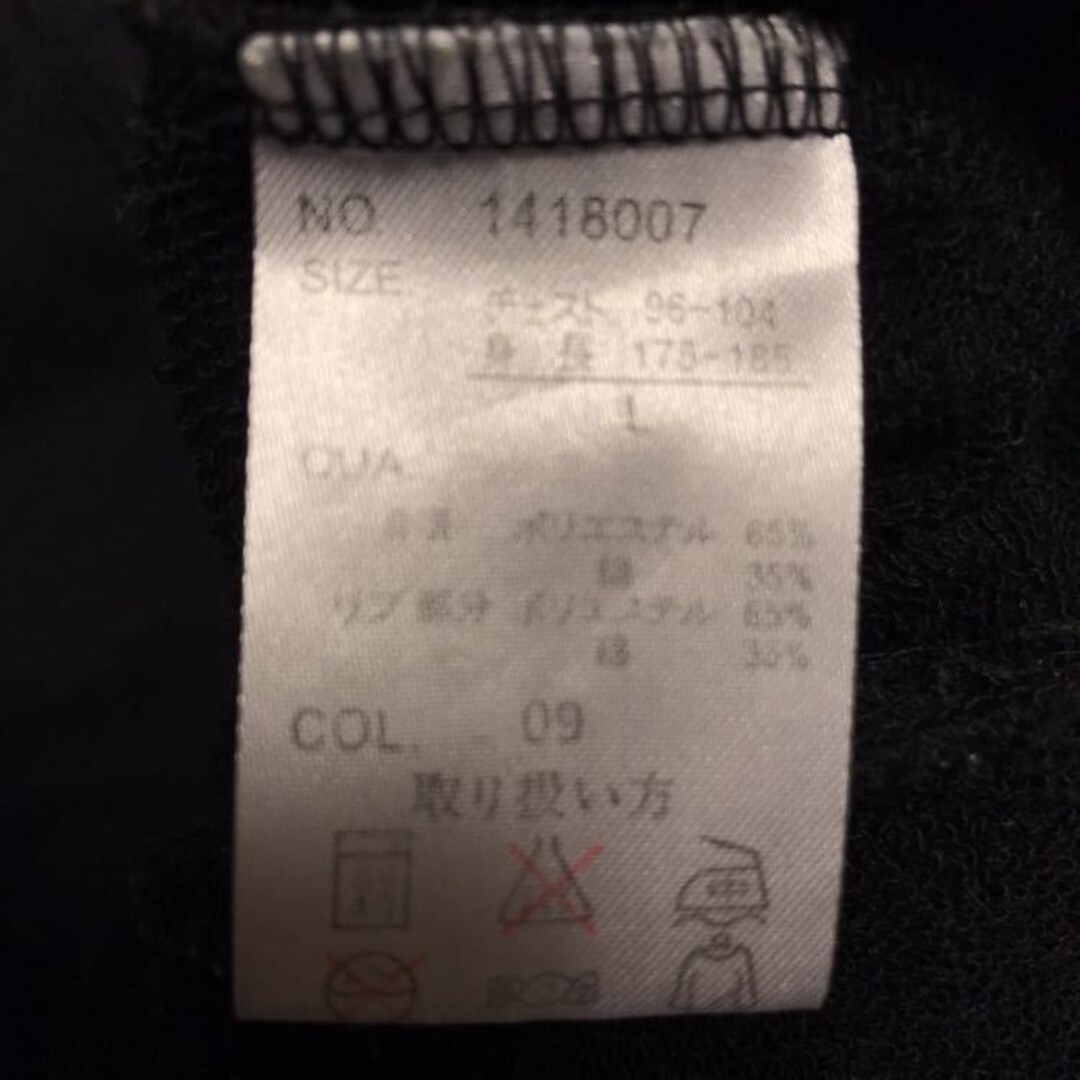 NO. 1418007
SIZE
チェスト 96-104
身 長 175-185
L
QUA.
ポリエステル 65%
綿 35%
リブ部分 ポリエステル 65%
綿 35%
COL. 09
取り扱い方
中